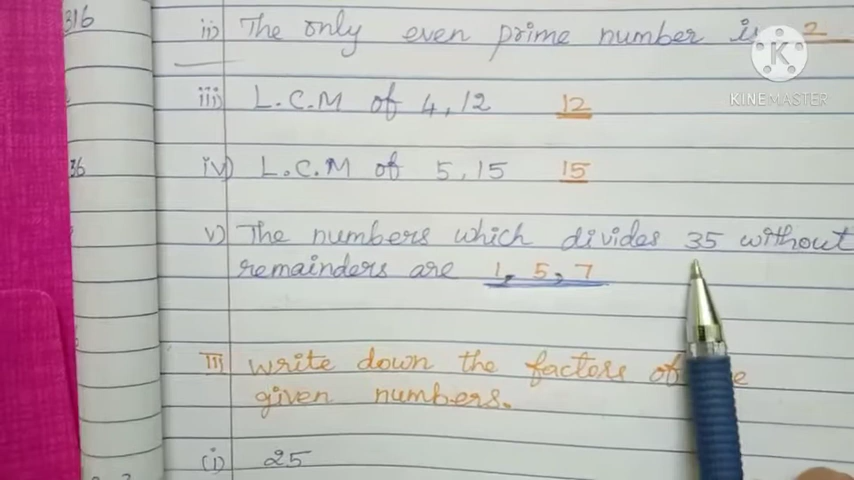 316
ii) The only even prime number is 2
KINEMASTER
iii) L.C.M of 4,12 12
36
iv) L.C.M of 5,15 15
v) The numbers which divides 35 without
remainders are 1, 5, 7
III write down the factors of
given numbers.
(i) 25